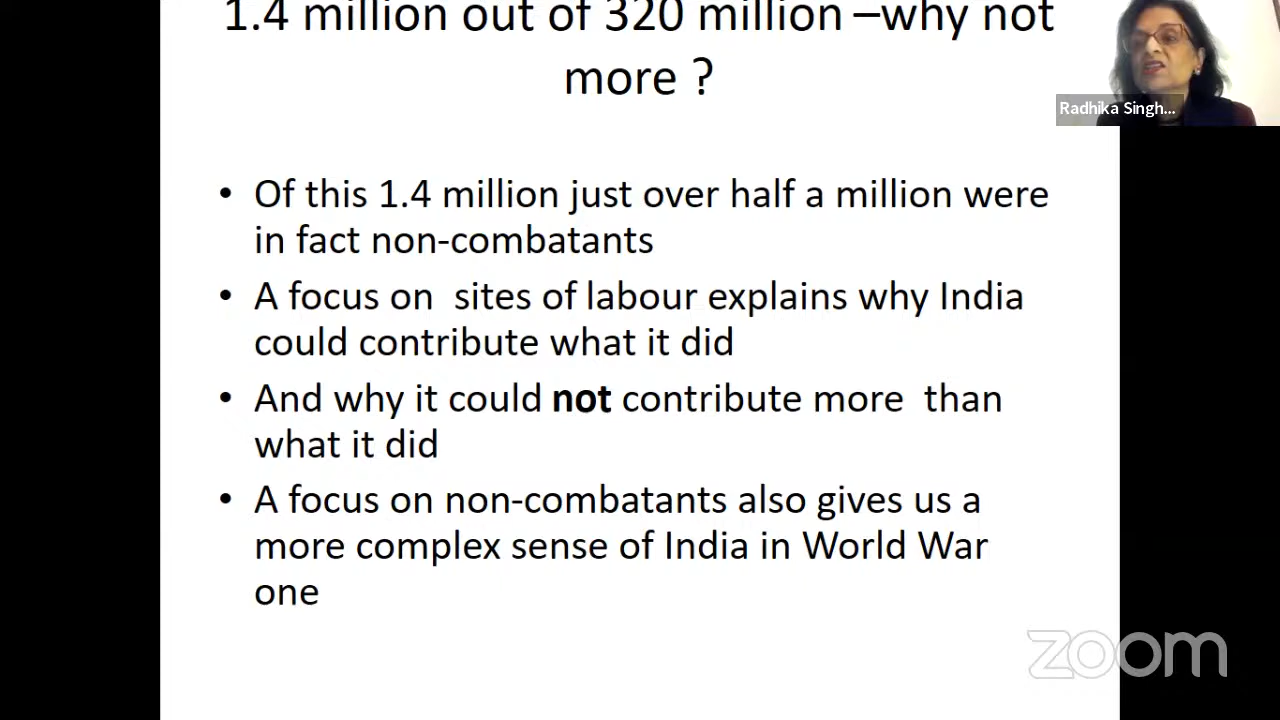 1.4 million out of 320 million –why not
more ?
Radhika Singh...
• Of this 1.4 million just over half a million were
in fact non-combatants
• A focus on  sites of labour explains why India
could contribute what it did
• And why it could not contribute more  than
what it did
• A focus on non-combatants also gives us a
more complex sense of India in World War
one
zoom